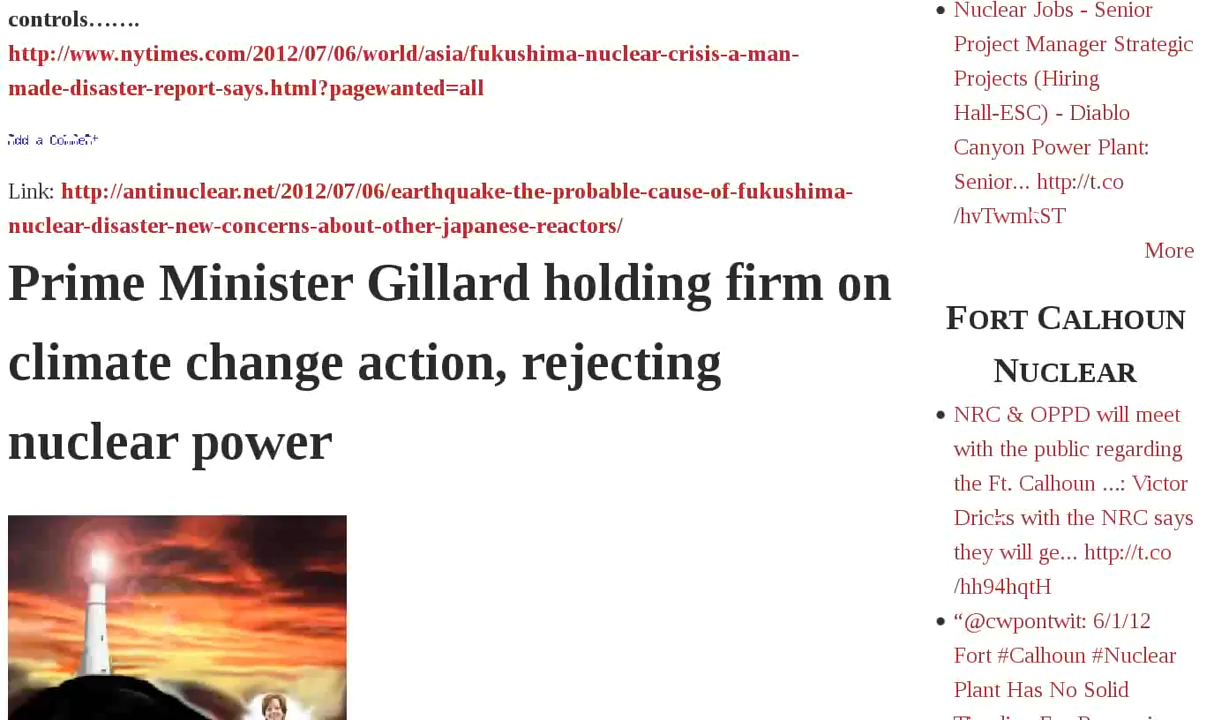 controls…….
http://www.nytimes.com/2012/07/06/world/asia/fukushima-nuclear-crisis-a-man-
made-disaster-report-says.html?pagewanted=all
Add a Comment
Link: http://antinuclear.net/2012/07/06/earthquake-the-probable-cause-of-fukushima-
nuclear-disaster-new-concerns-about-other-japanese-reactors/
Prime Minister Gillard holding firm on
climate change action, rejecting
nuclear power
Nuclear Jobs - Senior
Project Manager Strategic
Projects (Hiring
Hall-ESC) - Diablo
Canyon Power Plant:
Senior... http://t.co
/hvTwmkST
More
Fort Calhoun
Nuclear
NRC & OPPD will meet
with the public regarding
the Ft. Calhoun ...: Victor
Dricks with the NRC says
they will ge... http://t.co
/hh94hqtH
“@cwpontwit: 6/1/12
Fort #Calhoun #Nuclear
Plant Has No Solid